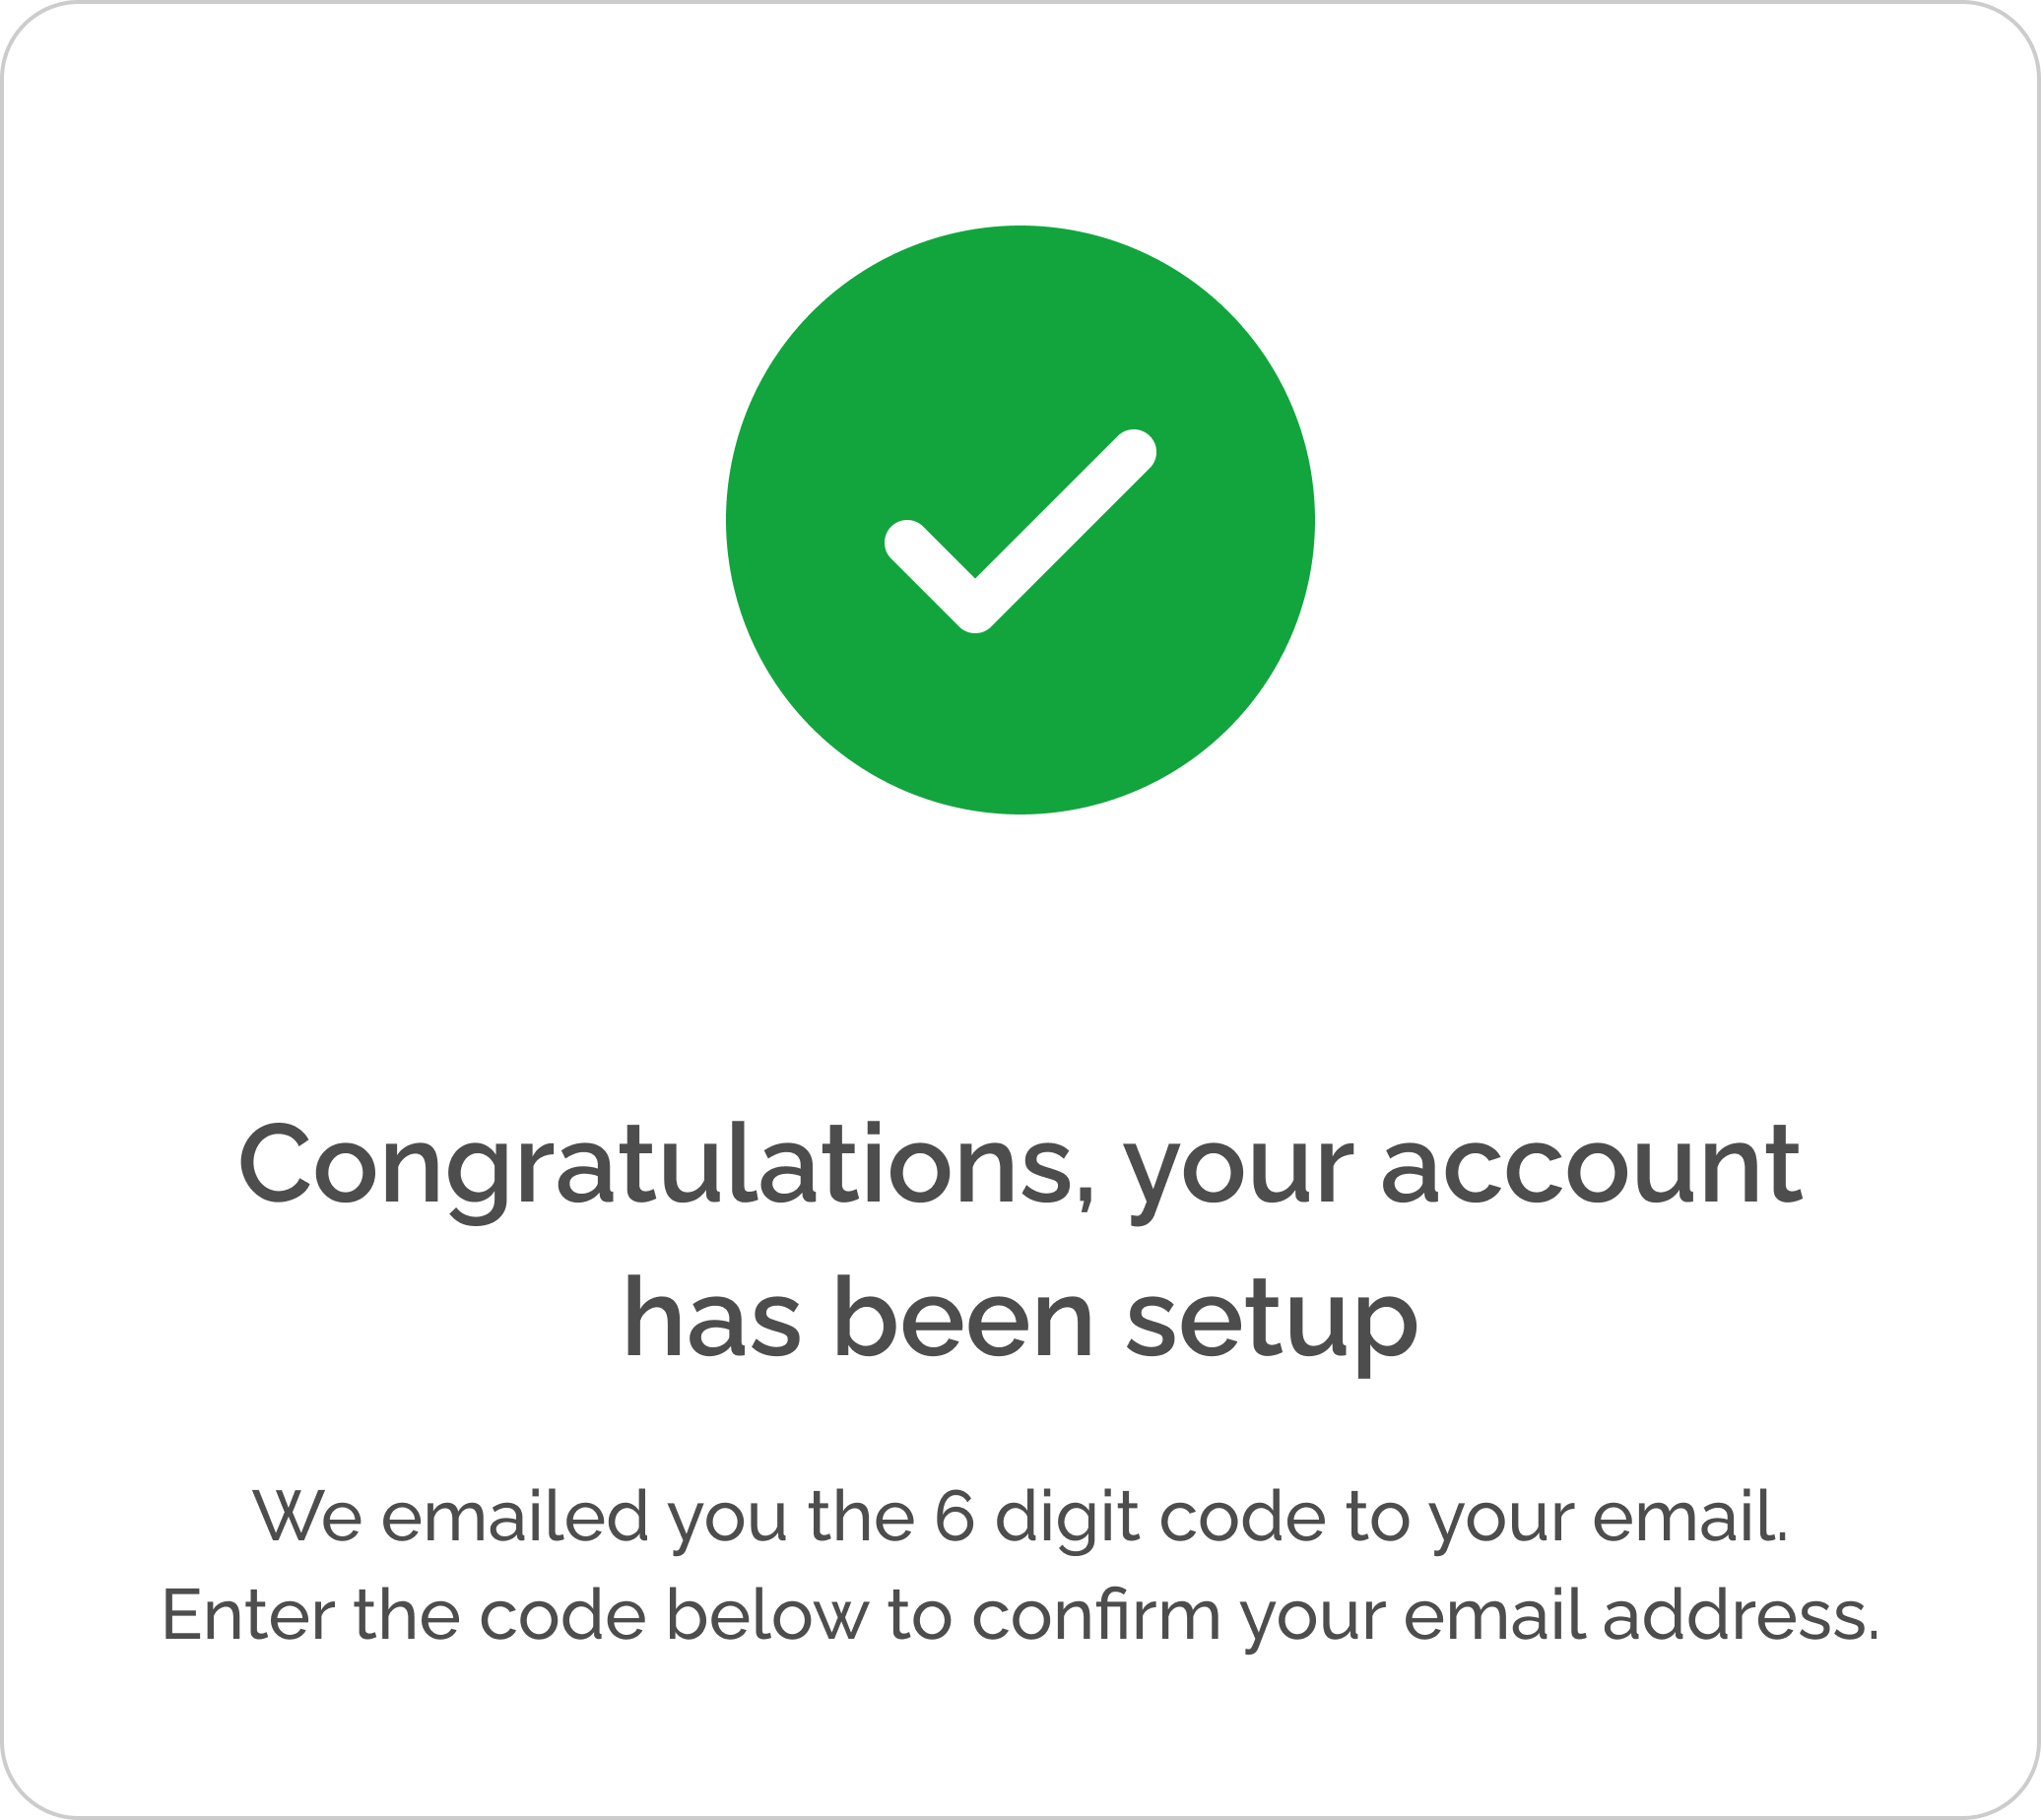 Congratulations, your account
has been setup
We emailed you the 6 digit code to your email.
Enter the code below to confirm your email address.